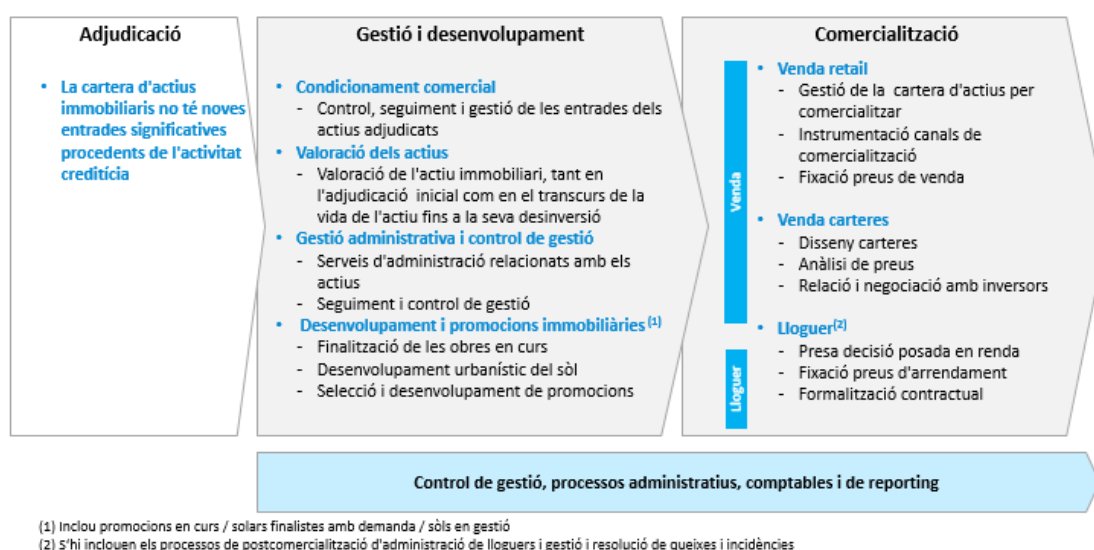 Adjudicació
• La cartera d'actius
immobiliaris no té noves
entrades significatives
procedents de l'activitat
creditícia
Gestió i desenvolupament
• Condicionament comercial
- Control, seguiment i gestió de les entrades dels
actius adjudicats
• Valoració dels actius
- Valoració de l'actiu immobiliari, tant en
l'adjudicació inicial com en el transcurs de la
vida de l'actiu fins a la seva desinversió
• Gestió administrativa i control de gestió
- Serveis d'administració relacionats amb els
actius
- Seguiment i control de gestió
• Desenvolupament i promocions immobiliàries (1)
- Finalització de les obres en curs
- Desenvolupament urbanístic del sòl
- Selecció i desenvolupament de promocions
Comercialització
Venda
• Venda retail
- Gestió de la cartera d'actius per
comercialitzar
- Instrumentació canals de
comercialització
- Fixació preus de venda
• Venda carteres
- Disseny carteres
- Anàlisi de preus
- Relació i negociació amb inversors
Lloguer
• Lloguer(2)
- Presa decisió posada en renda
- Fixació preus d'arrendament
- Formalització contractual
Control de gestió, processos administratius, comptables i de reporting
(1) Inclou promocions en curs / solars finalistes amb demanda / sòls en gestió
(2) S'hi inclouen els processos de postcomercialització d'administració de lloguers i gestió i resolució de queixes i incidències